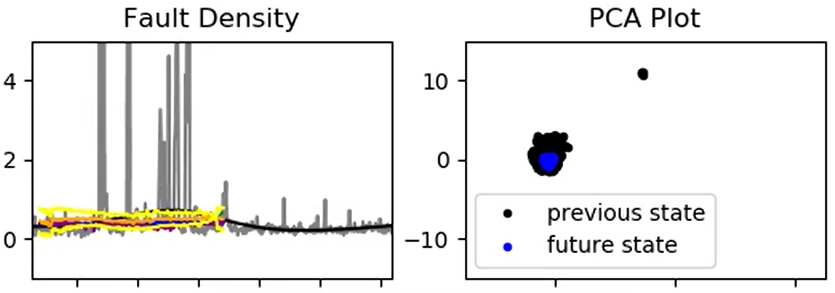 Fault Density
4
2
0
PCA Plot
10
0
−10
previous state
future state